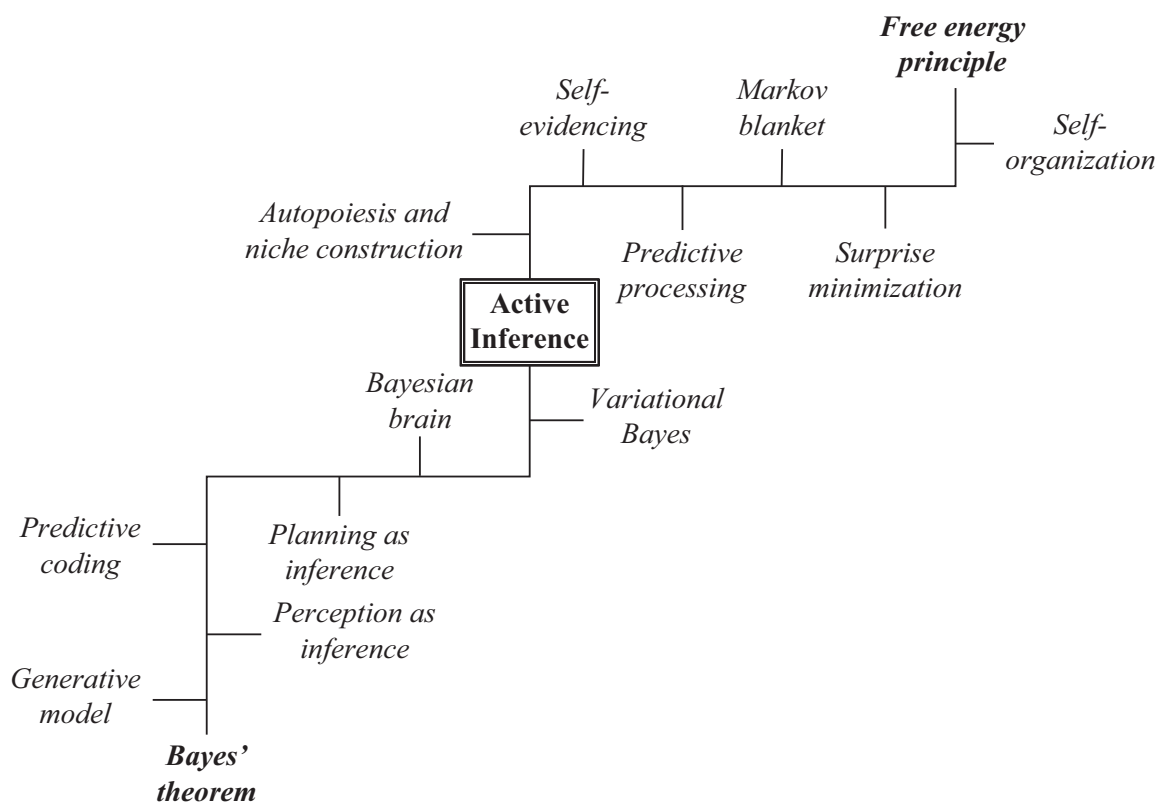 Free energy
principle
Self-
evidencing
Markov
blanket
Self-
organization
Autopoiesis and
niche construction
Predictive
processing
Surprise
minimization
Active
Inference
Bayesian
brain
Variational
Bayes
Predictive
coding
Planning as
inference
Perception as
inference
Generative
model
Bayes’
theorem